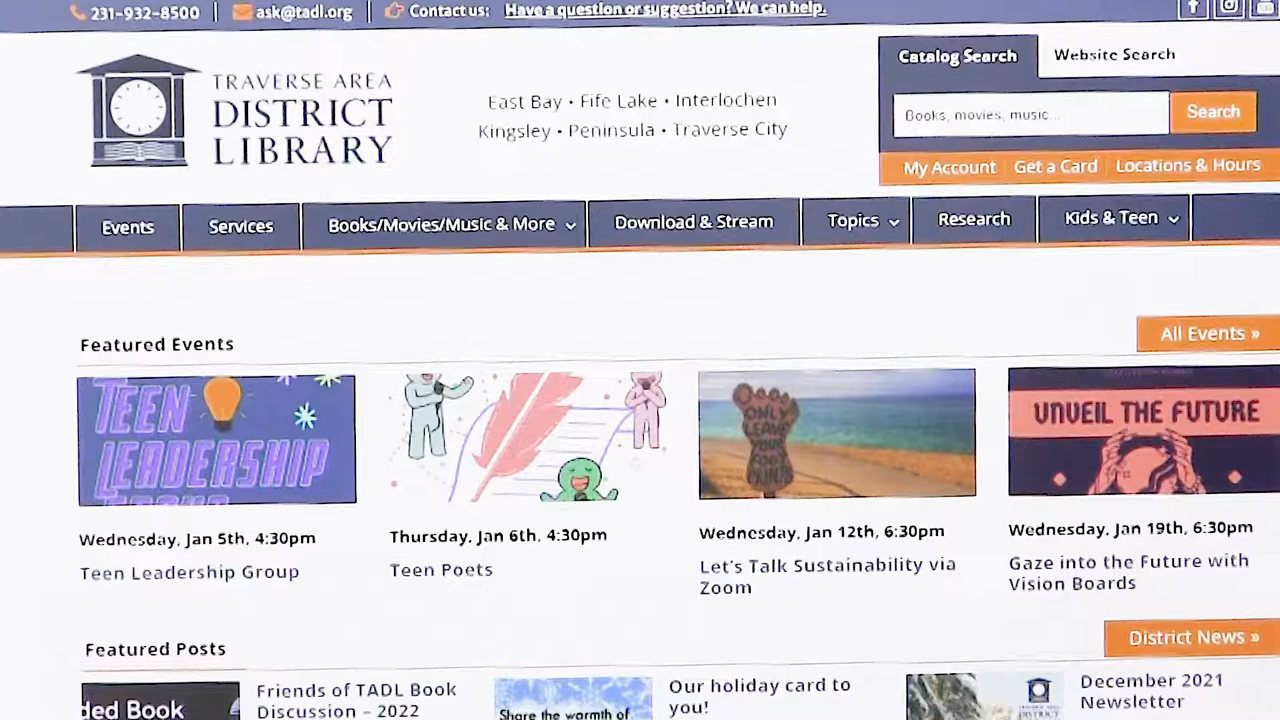 231-932-8500
ask@tadl.org
Contact us:
Have a question or suggestion? We can help.
TRAVERSE AREA
DISTRICT
LIBRARY
East Bay • Fife Lake • Interlochen
Kingsley • Peninsula • Traverse City
Catalog Search
Website Search
Books, movies, music...
Search
My Account
Get a Card
Locations & Hours
Events
Services
Books/Movies/Music & More
Download & Stream
Topics
Research
Kids & Teen
Featured Events
All Events »
TEEN
LEADERSHIP
ONLY
LEAVE
YOUR
FOOT
PRINTS
UNVEIL THE FUTURE
Wednesday, Jan 5th, 4:30pm
Teen Leadership Group
Thursday, Jan 6th, 4:30pm
Teen Poets
Wednesday, Jan 12th, 6:30pm
Let's Talk Sustainability via
Zoom
Wednesday, Jan 19th, 6:30pm
Gaze into the Future with
Vision Boards
Featured Posts
District News »
ded Book
Friends of TADL Book
Discussion – 2022
Share the warmth of
Our holiday card to
you!
TRAVERSE AREA
DISTRICT
December 2021
Newsletter